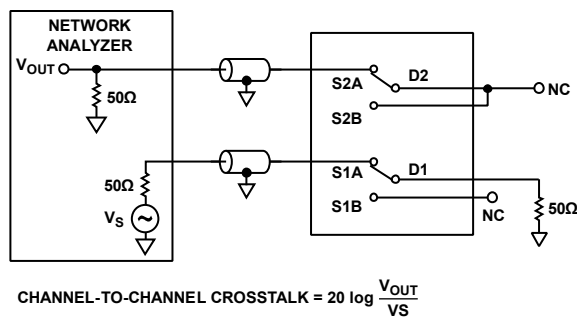 NETWORK
ANALYZER
VOUT
50Ω
S2A
D2
NC
S2B
50Ω
VS
S1A
D1
S1B
NC
50Ω
CHANNEL-TO-CHANNEL CROSSTALK = 20 log VOUT
VS